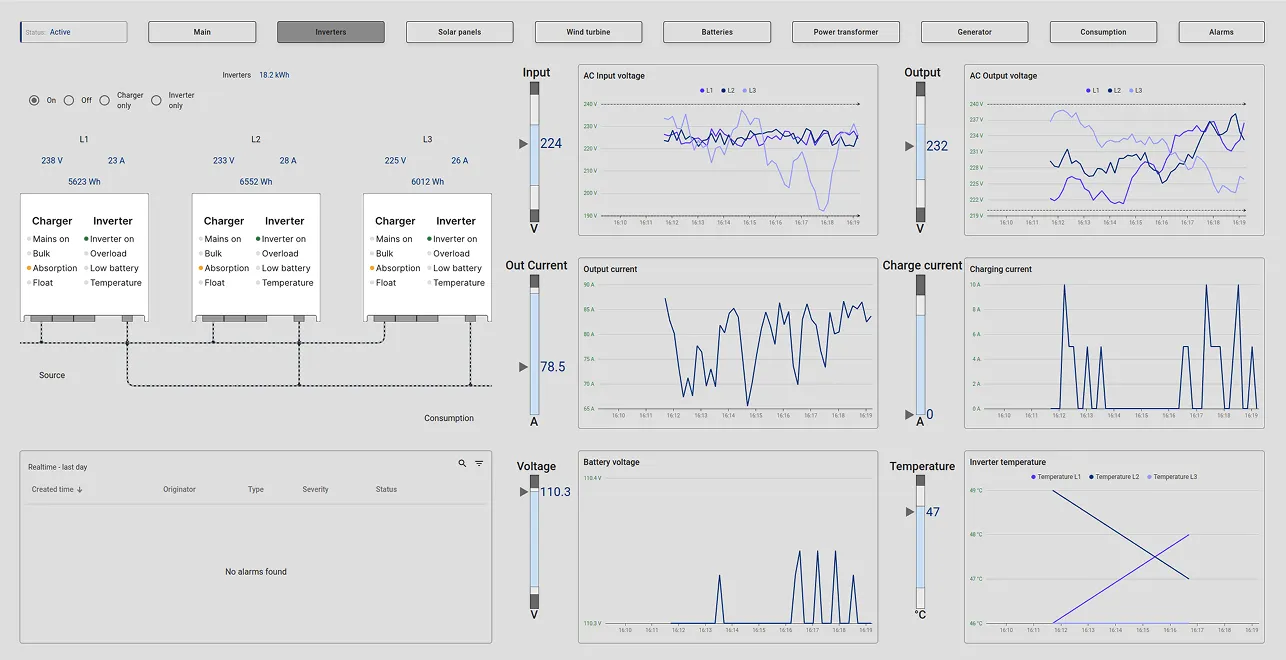 Status: Active
Main
Inverters
Solar panels
Wind turbine
Batteries
Power transformer
Generator
Consumption
Alarms
Inverters 18.2 kWh
On Off Charger only Inverter only
L1 L2 L3
238 V 23 A 233 V 28 A 225 V 26 A
5623 Wh 6552 Wh 6012 Wh
Charger Inverter Charger Inverter Charger Inverter
Mains on Inverter on Mains on Inverter on Mains on Inverter on
Bulk Overload Bulk Overload Bulk Overload
Absorption Low battery Absorption Low battery Absorption Low battery
Float Temperature Float Temperature Float Temperature
Source
Consumption
Input
224
V
AC Input voltage
L1 L2 L3
240 V
230 V
220 V
210 V
200 V
190 V
16:10 16:11 16:12 16:13 16:14 16:15 16:16 16:17 16:18 16:19
Output
232
V
AC Output voltage
L1 L2 L3
240 V
237 V
234 V
231 V
228 V
225 V
222 V
219 V
16:10 16:11 16:12 16:13 16:14 16:15 16:16 16:17 16:18 16:19
Out Current
78.5
A
Output current
90 A
85 A
80 A
75 A
70 A
65 A
16:10 16:11 16:12 16:13 16:14 16:15 16:16 16:17 16:18 16:19
Charge current
0
A
Charging current
10 A
8 A
6 A
4 A
2 A
0 A
16:10 16:11 16:12 16:13 16:14 16:15 16:16 16:17 16:18 16:19
Realtime - last day
Created time Originator Type Severity Status
No alarms found
Voltage
110.3
V
Battery voltage
110.4 V
110.3 V
16:10 16:11 16:12 16:13 16:14 16:15 16:16 16:17 16:18 16:19
Temperature
47
°C
Inverter temperature
Temperature L1 Temperature L2 Temperature L3
49 °C
48 °C
47 °C
46 °C
16:10 16:11 16:12 16:13 16:14 16:15 16:16 16:17 16:18 16:19